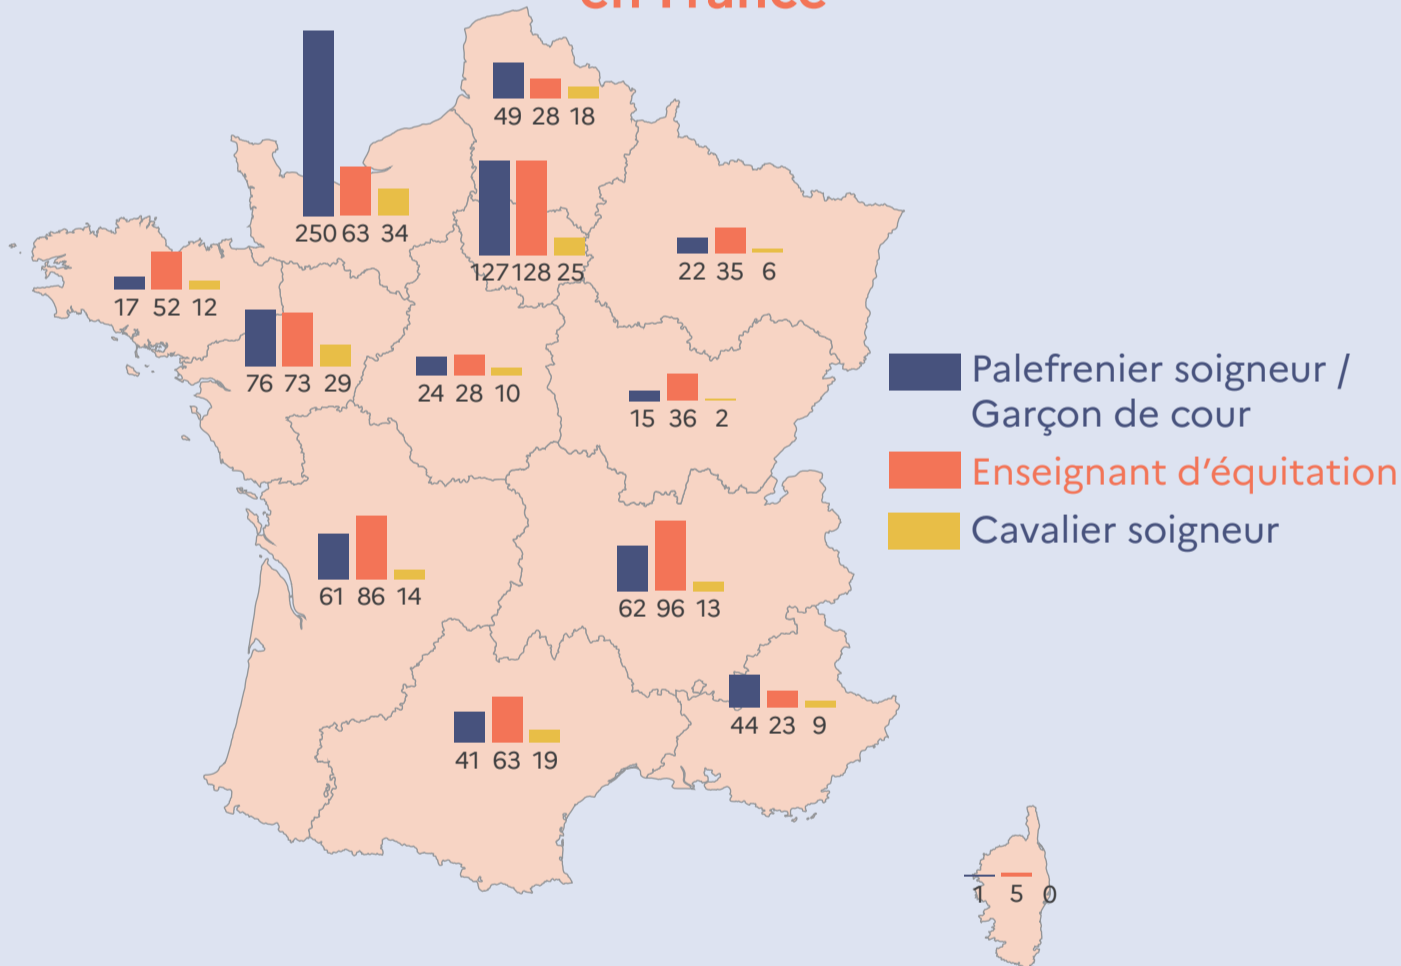 en France
49 28 18
250 63 34
127 128 25
22 35 6
17 52 12
76 73 29
24 28 10
15 36 2
Palefrenier soigneur /
Garçon de cour
Enseignant d’équitation
Cavalier soigneur
61 86 14
62 96 13
44 23 9
41 63 19
1 5 0